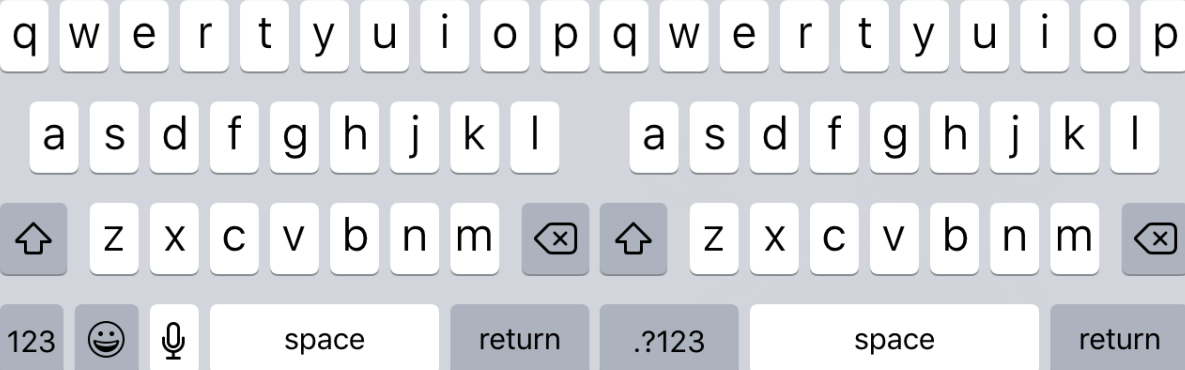 q w e r t y u i o p q w e r t y u i o p
a s d f g h j k l a s d f g h j k l
z x c v b n m z x c v b n m
123 space return .?123 space return